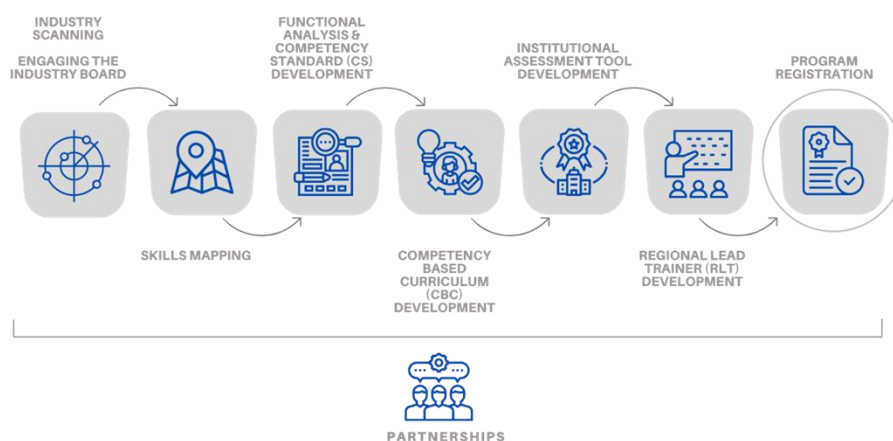 INDUSTRY
SCANNING
ENGAGING THE
INDUSTRY BOARD
SKILLS MAPPING
FUNCTIONAL
ANALYSIS &
COMPETENCY
STANDARD (CS)
DEVELOPMENT
COMPETENCY
BASED
CURRICULUM
(CBC)
DEVELOPMENT
INSTITUTIONAL
ASSESSMENT TOOL
DEVELOPMENT
REGIONAL LEAD
TRAINER (RLT)
DEVELOPMENT
PROGRAM
REGISTRATION
PARTNERSHIPS